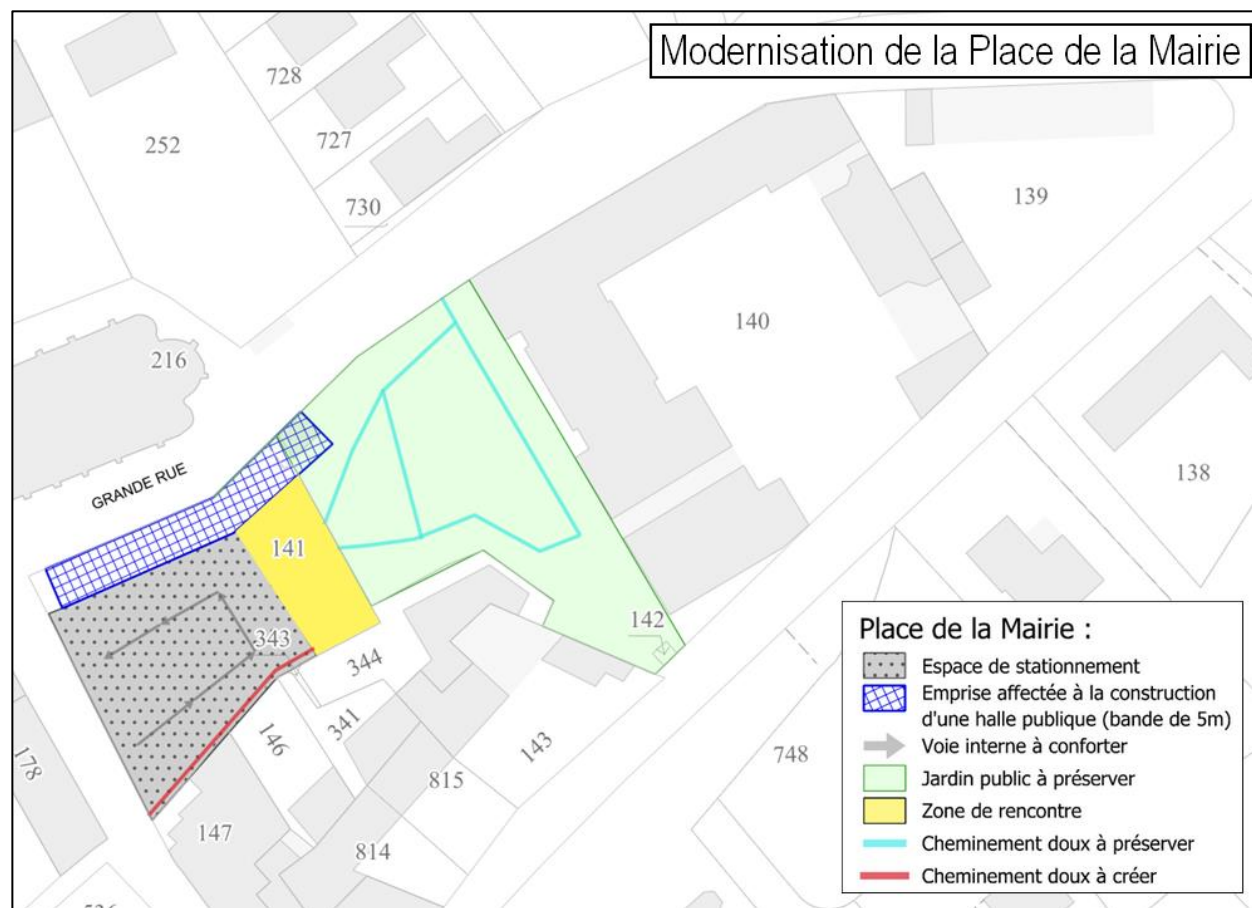 Modernisation de la Place de la Mairie
728
252
727
730
139
140
216
GRANDE RUE
138
141
142
343
344
341
146
143
178
815
748
147
814
Place de la Mairie :
Espace de stationnement
Emprise affectée à la construction
d'une halle publique (bande de 5m)
Voie interne à conforter
Jardin public à préserver
Zone de rencontre
Cheminement doux à préserver
Cheminement doux à créer